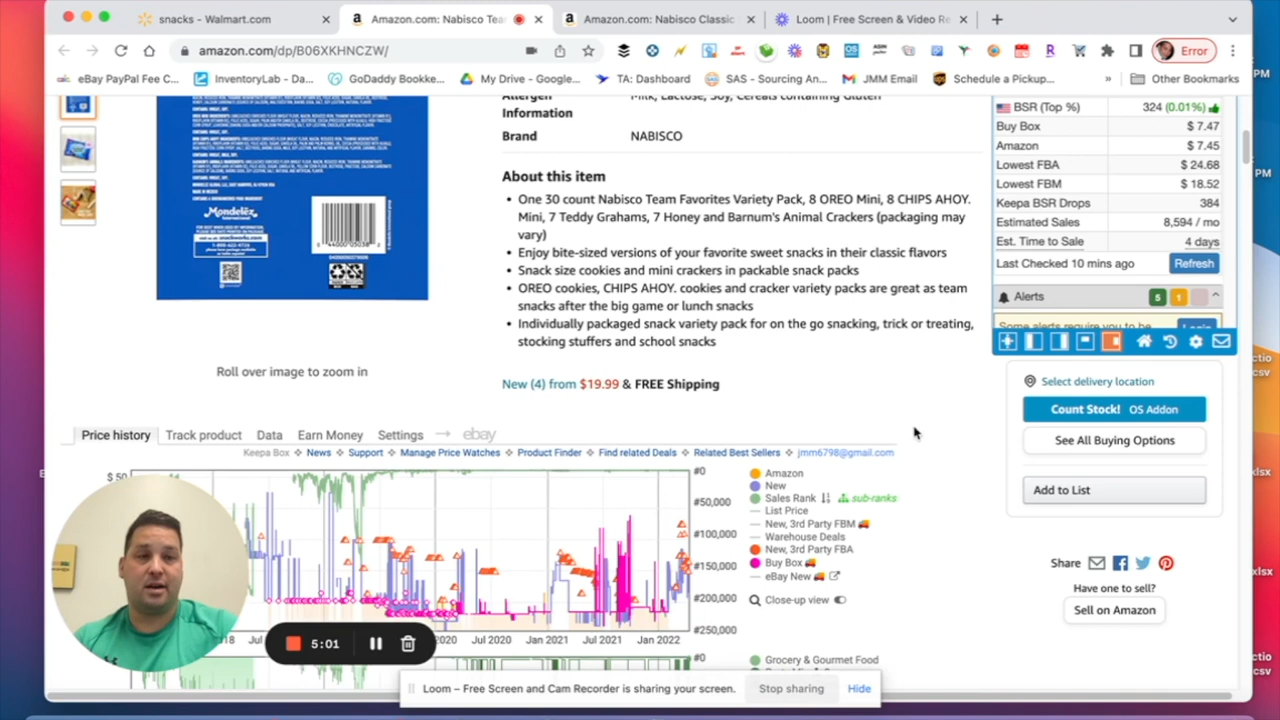 snacks - Walmart.com
Amazon.com: Nabisco Tea
Amazon.com: Nabisco Classic
Loom | Free Screen & Video Re
amazon.com/dp/B06XKHNCZW/
Error
eBay PayPal Fee C...
InventoryLab - Da...
GoDaddy Bookke...
My Drive - Google...
TA: Dashboard
SAS - Sourcing An...
JMM Email
Schedule a Pickup...
»
Other Bookmarks
Allergen Information
Milk, Lactose, Soy, Cereals containing Gluten
Brand
NABISCO
About this item
• One 30 count Nabisco Team Favorites Variety Pack, 8 OREO Mini, 8 CHIPS AHOY.
Mini, 7 Teddy Grahams, 7 Honey and Barnum's Animal Crackers (packaging may
vary)
• Enjoy bite-sized versions of your favorite sweet snacks in their classic flavors
• Snack size cookies and mini crackers in packable snack packs
• OREO cookies, CHIPS AHOY. cookies and cracker variety packs are great as team
snacks after the big game or lunch snacks
• Individually packaged snack variety pack for on the go snacking, trick or treating,
stocking stuffers and school snacks
Mondelēz
International
Roll over image to zoom in
New (4) from $19.99 & FREE Shipping
BSR (Top %) 324 (0.01%)
Buy Box $ 7.47
Amazon $ 7.45
Lowest FBA $ 24.68
Lowest FBM $ 18.52
Keepa BSR Drops 384
Estimated Sales 8,594 / mo
Est. Time to Sale 4 days
Last Checked 10 mins ago Refresh
Alerts 5 1
Some alerts require you to be
Login
Select delivery location
Count Stock! OS Addon
See All Buying Options
Add to List
Share
Have one to sell?
Sell on Amazon
Price history Track product Data Earn Money Settings ebay
Keepa Box News Support Manage Price Watches Product Finder Find related Deals Related Best Sellers jmm6798@gmail.com
$ 50
#0
#50,000
#100,000
#150,000
#200,000
#250,000
Amazon
New
Sales Rank sub-ranks
List Price
New, 3rd Party FBM
Warehouse Deals
New, 3rd Party FBA
Buy Box
eBay New
Close-up view
2020 Jul 2020 Jan 2021 Jul 2021 Jan 2022
#0
Grocery & Gourmet Food
5:01
Loom – Free Screen and Cam Recorder is sharing your screen.
Stop sharing
Hide